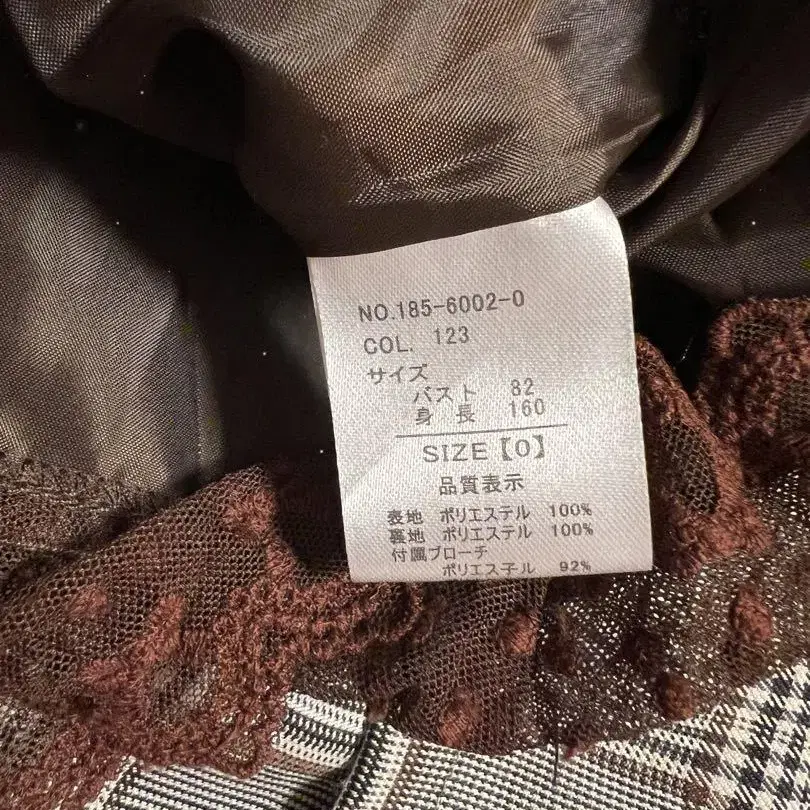 NO.185-6002-0
COL. 123
サイズ
バスト 82
身長 160
SIZE【0】
品質表示
表地 ポリエステル 100%
裏地 ポリエステル 100%
付属ブローチ
ポリエステル 92%